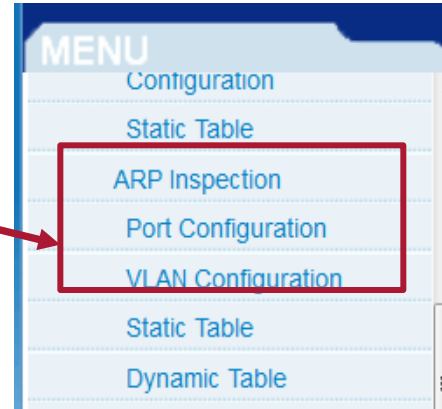 MENU
Configuration
Static Table
ARP Inspection
Port Configuration
VLAN Configuration
Static Table
Dynamic Table